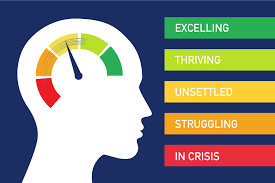 EXCELLING
THRIVING
UNSETTLED
STRUGGLING
IN CRISIS